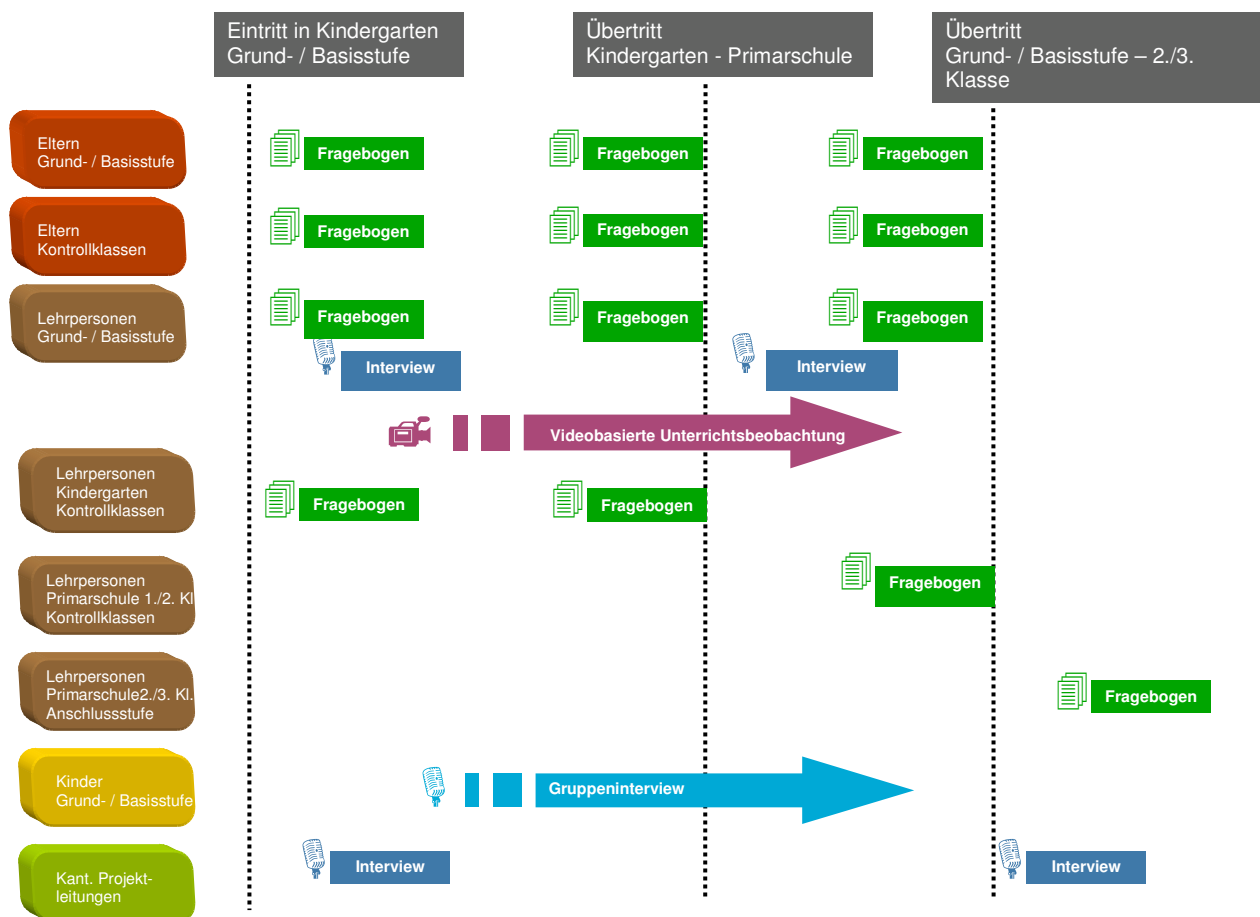 Eintritt in Kindergarten
Grund- / Basisstufe
Übertritt
Kindergarten - Primarschule
Übertritt
Grund- / Basisstufe – 2./3.
Klasse
Eltern
Grund- / Basisstufe
Fragebogen
Fragebogen
Fragebogen
Eltern
Kontrollklassen
Fragebogen
Fragebogen
Fragebogen
Lehrpersonen
Grund- / Basisstufe
Fragebogen
Fragebogen
Fragebogen
Interview
Interview
Videobasierte Unterrichtsbeobachtung
Lehrpersonen
Kindergarten
Kontrollklassen
Fragebogen
Fragebogen
Lehrpersonen
Primarschule 1./2. Kl
Kontrollklassen
Fragebogen
Lehrpersonen
Primarschule2./3. Kl.
Anschlussstufe
Fragebogen
Kinder
Grund- / Basisstufe
Gruppeninterview
Kant. Projekt-
leitungen
Interview
Interview